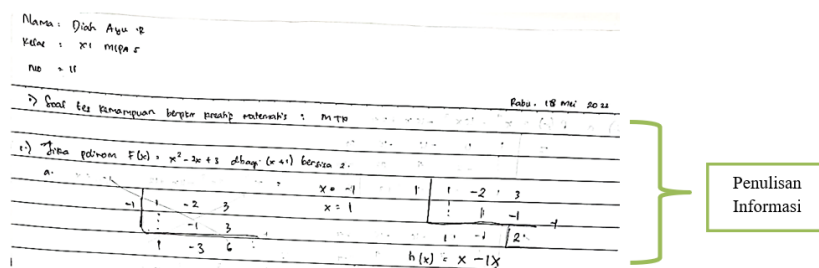 Nama : Diah Ayu R
Kelas : XI MIPA 5
no = 11
Rabu, 18 Mei 2022
Soal tes kemampuan berpikir kreatif matematis : MTK
1.) Jika polinom F(x) = x² - 2x + 3 dibagi (x+1) bersisa 2.
a.
x = -1
x = 1
-1 1 -2 3
-1 3
1 -3 6
1 1 -2 3
1 -1 +
1 -1 2
h(x) = x - 1x
Penulisan
Informasi